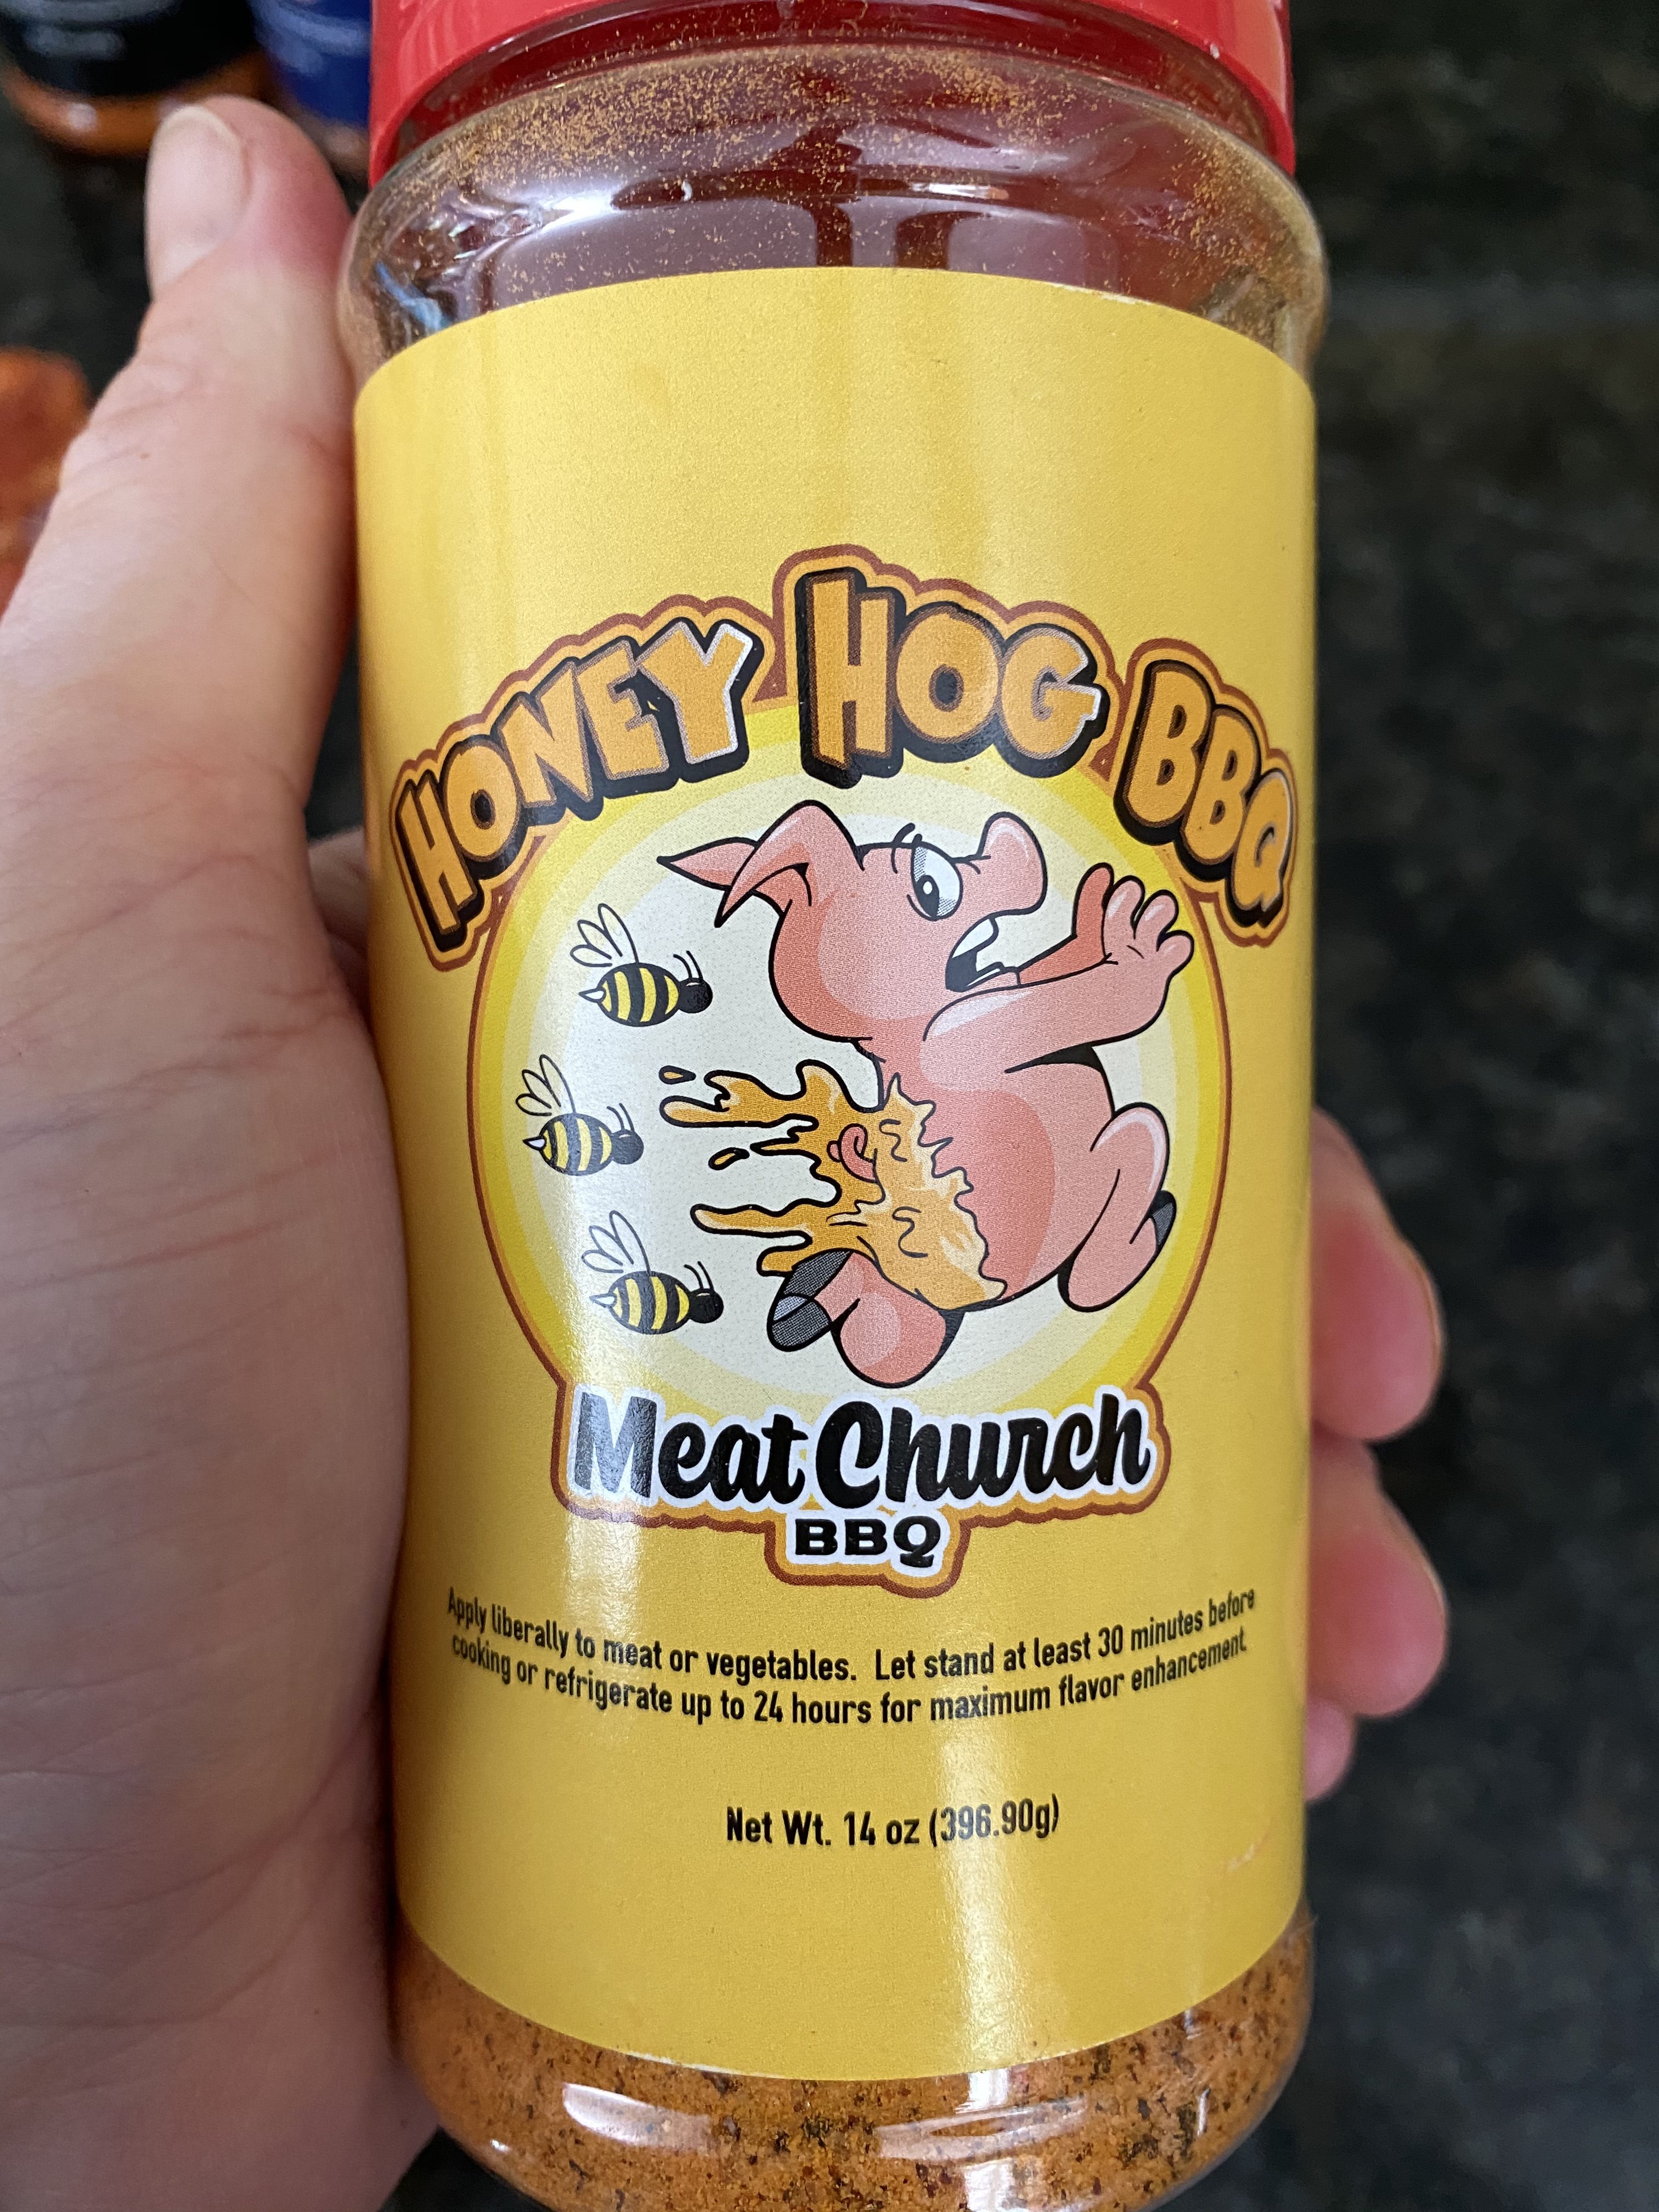 HONEY HOG BBQ
Meat Church
BBQ
Apply liberally to meat or vegetables. Let stand at least 30 minutes before
cooking or refrigerate up to 24 hours for maximum flavor enhancement.
Net Wt. 14 oz (396.90g)